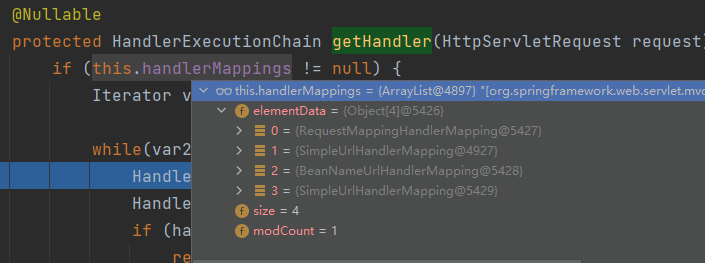 @Nullable
protected HandlerExecutionChain getHandler(HttpServletRequest request)
if (this.handlerMappings != null) {
Iterator v
this.handlerMappings = {ArrayList@4897} "[org.springframework.web.servlet.mvc
elementData = {Object[4]@5426}
0 = {RequestMappingHandlerMapping@5427}
while(var2
1 = {SimpleUrlHandlerMapping@4927}
Handle
2 = {BeanNameUrlHandlerMapping@5428}
Handle
3 = {SimpleUrlHandlerMapping@5429}
size = 4
if (ha
modCount = 1
re